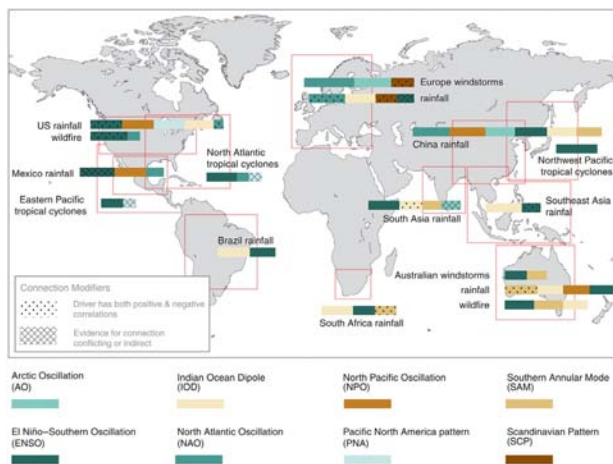 Europe windstorms
rainfall
US rainfall
wildfire
China rainfall
North Atlantic
tropical cyclones
Northwest Pacific
tropical cyclones
Mexico rainfall
Eastern Pacific
tropical cyclones
South Asia rainfall
Southeast Asia
rainfal
Brazil rainfall
Australian windstorms
rainfall
wildfire
South Africa rainfall
Connection Modifiers
Driver has both positive & negative
correlations
Evidence for connection
conflicting or indirect
Arctic Oscillation
(AO)
Indian Ocean Dipole
(IOD)
North Pacific Oscillation
(NPO)
Southern Annular Mode
(SAM)
El Niño–Southern Oscillation
(ENSO)
North Atlantic Oscillation
(NAO)
Pacific North America pattern
(PNA)
Scandinavian Pattern
(SCP)